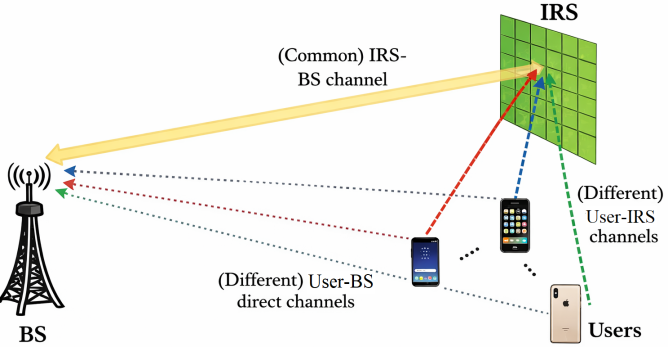 IRS
(Common) IRS-
BS channel
(Different)
User-IRS
channels
(Different) User-BS
direct channels
BS
Users